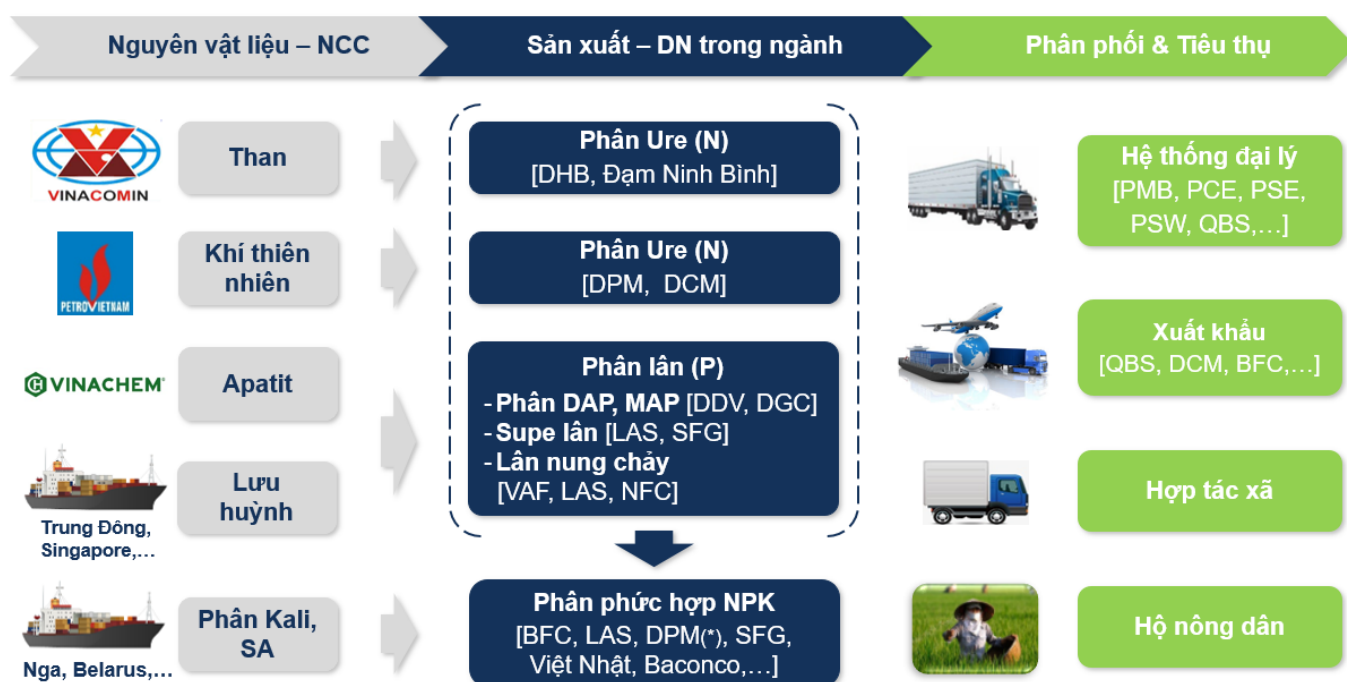 Nguyên vật liệu – NCC
Sản xuất – DN trong ngành
Phân phối & Tiêu thụ
VINACOMIN
Than
Phân Ure (N)
[DHB, Đạm Ninh Bình]
Hệ thống đại lý
[PMB, PCE, PSE,
PSW, QBS,...]
PETROVIETNAM
Khí thiên
nhiên
Phân Ure (N)
[DPM, DCM]
Xuất khẩu
[QBS, DCM, BFC,...]
VINACHEM
Apatit
Phân lân (P)
- Phân DAP, MAP [DDV, DGC]
- Supe lân [LAS, SFG]
- Lân nung chảy
[VAF, LAS, NFC]
Trung Đông,
Singapore,...
Lưu
huỳnh
Hợp tác xã
Nga, Belarus,...
Phân Kali,
SA
Phân phức hợp NPK
[BFC, LAS, DPM(*), SFG,
Việt Nhật, Baconco,...]
Hộ nông dân